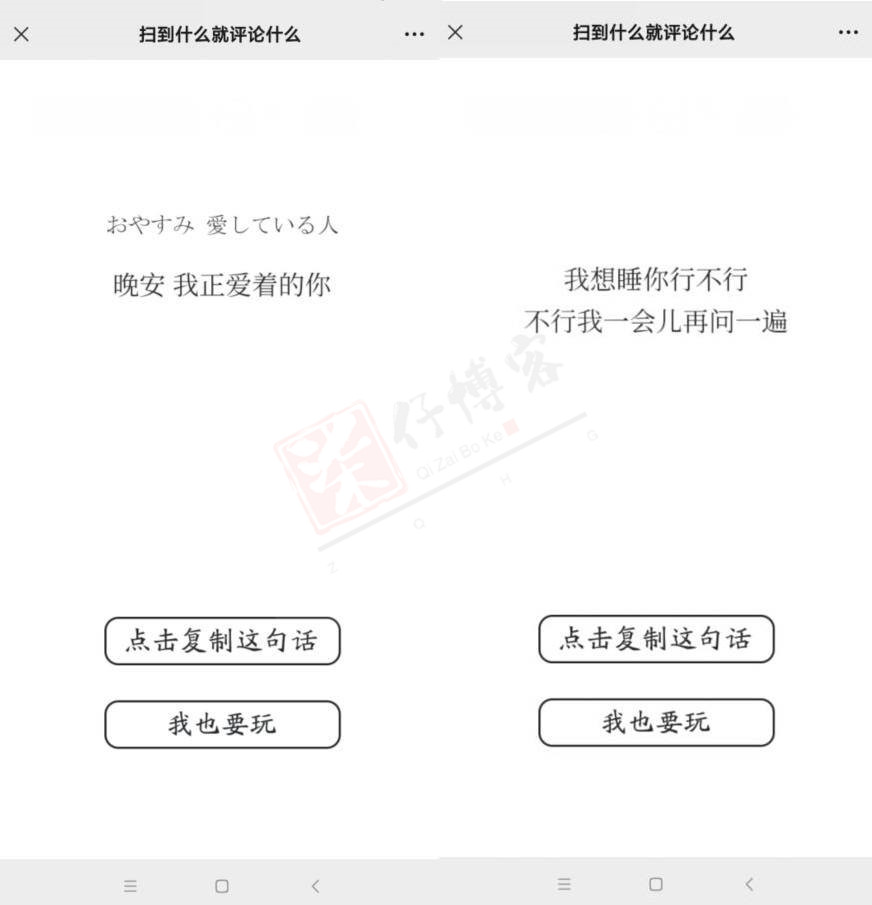 扫到什么就评论什么
おやすみ 愛している人
晚安 我正爱着的你
点击复制这句话
我也要玩
扫到什么就评论什么
我想睡你行不行
不行我一会儿再问一遍
点击复制这句话
我也要玩
柒仔博客
Qi Zai Bo Ke
Z Q H G